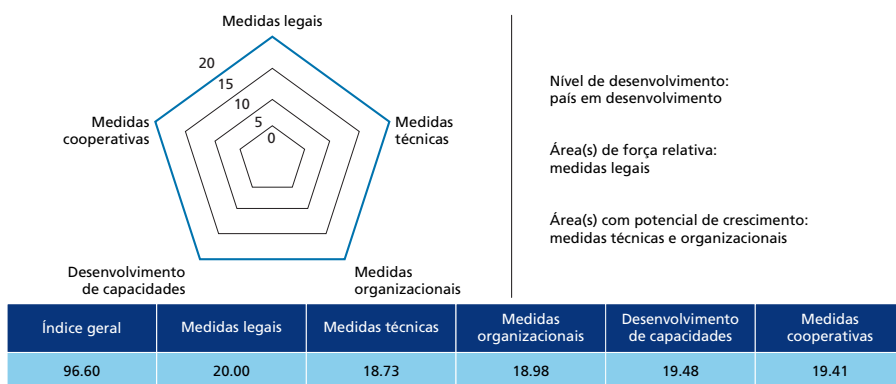 Medidas legais
20
15
10
5
0
Medidas
cooperativas
Medidas
técnicas
Desenvolvimento
de capacidades
Medidas
organizacionais
Nível de desenvolvimento:
país em desenvolvimento
Área(s) de força relativa:
medidas legais
Área(s) com potencial de crescimento:
medidas técnicas e organizacionais
Índice geral
Medidas legais
Medidas técnicas
Medidas
organizacionais
Desenvolvimento
de capacidades
Medidas
cooperativas
96.60
20.00
18.73
18.98
19.48
19.41